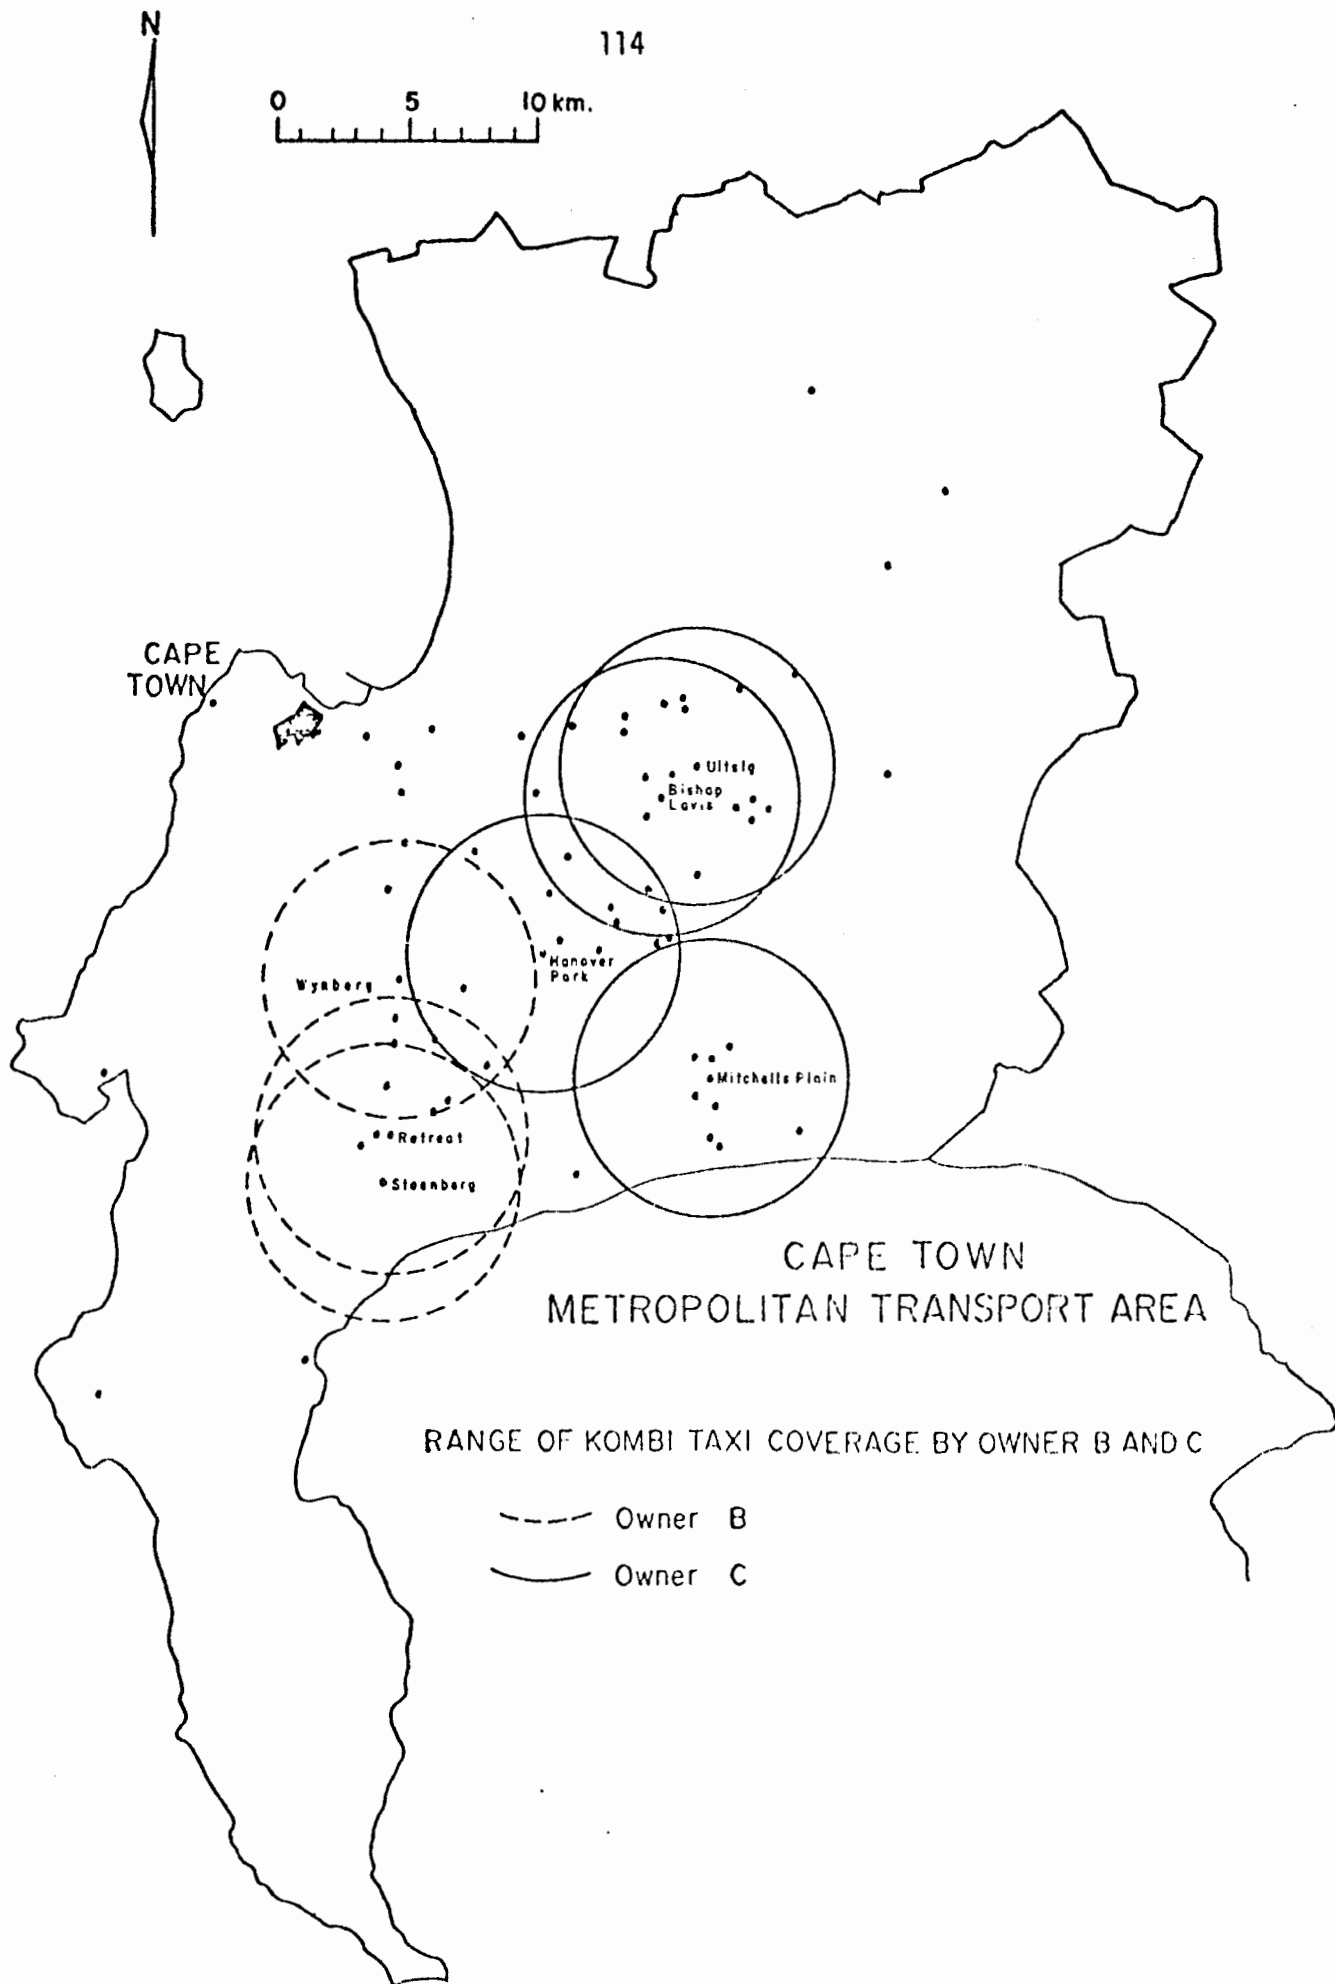 N
114
0 5 10 km.
CAPE
TOWN
Uitsig
Bishop
Lavis
Hanover
Park
Wynberg
Mitchells Plain
Retreat
Steenberg
CAPE TOWN
METROPOLITAN TRANSPORT AREA
RANGE OF KOMBI TAXI COVERAGE BY OWNER B AND C
Owner B
Owner C